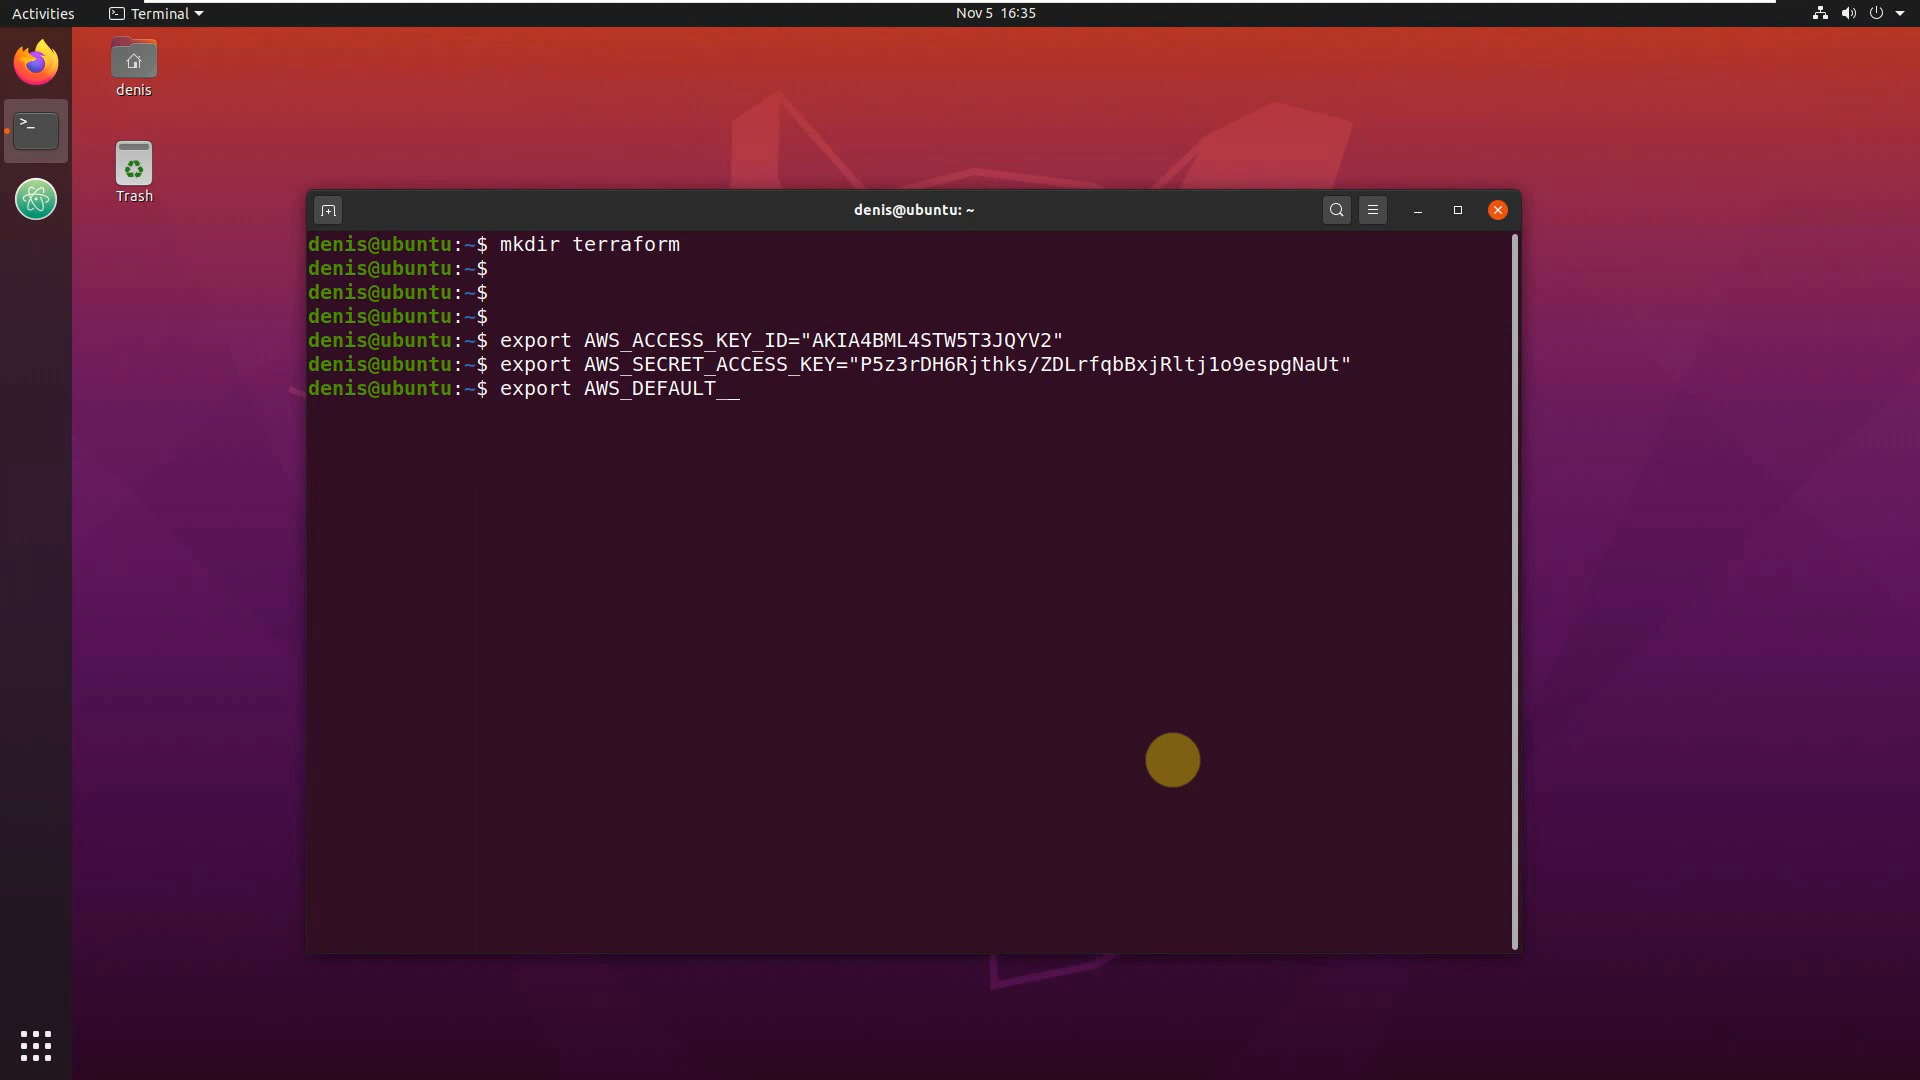 Activities
Terminal
Nov 5 16:35
denis
Trash
denis@ubuntu: ~
denis@ubuntu:~$ mkdir terraform
denis@ubuntu:~$
denis@ubuntu:~$
denis@ubuntu:~$
denis@ubuntu:~$ export AWS_ACCESS_KEY_ID="AKIA4BML4STW5T3JQYV2"
denis@ubuntu:~$ export AWS_SECRET_ACCESS_KEY="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"
denis@ubuntu:~$ export AWS_DEFAULT_